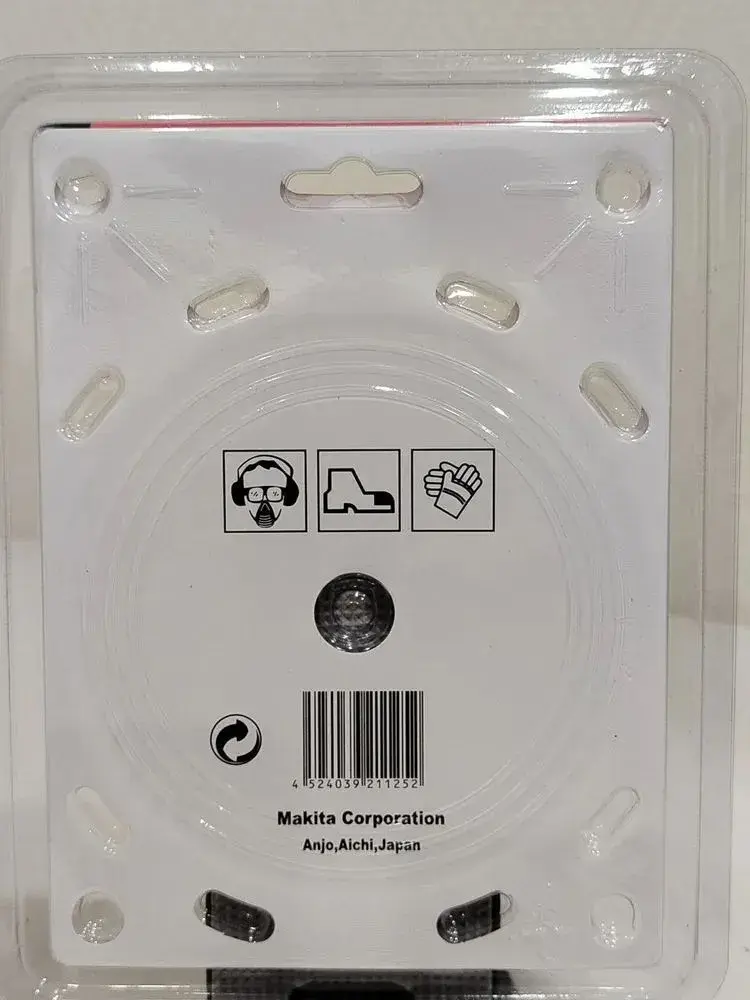 4 524039 211252
Makita Corporation
Anjo,Aichi,Japan